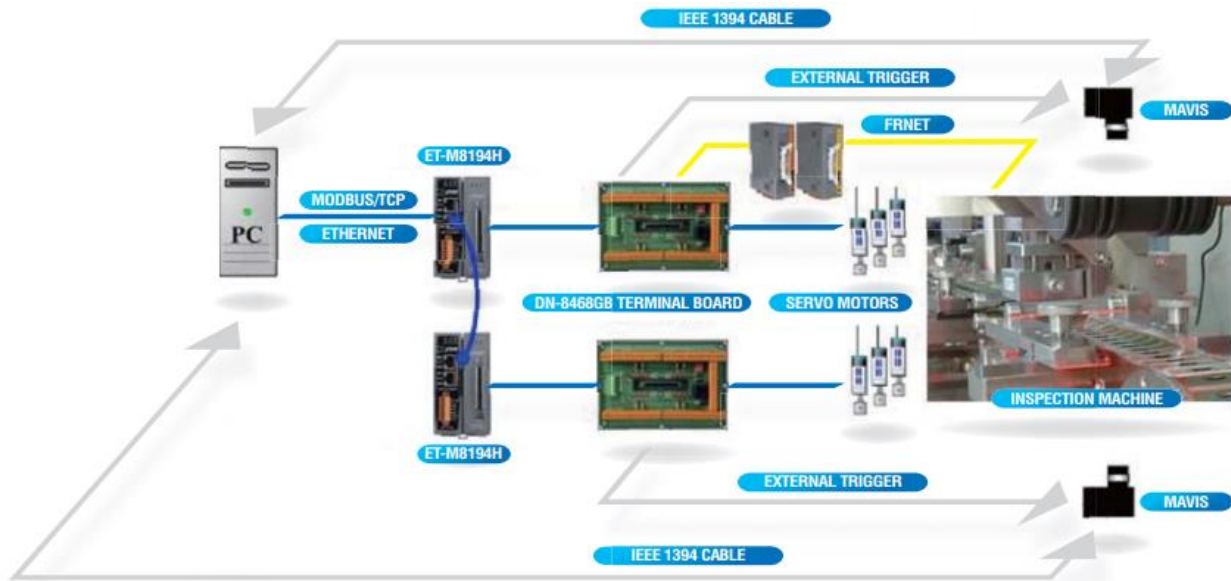 IEEE 1394 CABLE
EXTERNAL TRIGGER
MAVIS
FRNET
ET-M8194H
MODBUS/TCP
PC
ETHERNET
DN-8468GB TERMINAL BOARD
SERVO MOTORS
INSPECTION MACHINE
ET-M8194H
EXTERNAL TRIGGER
MAVIS
IEEE 1394 CABLE